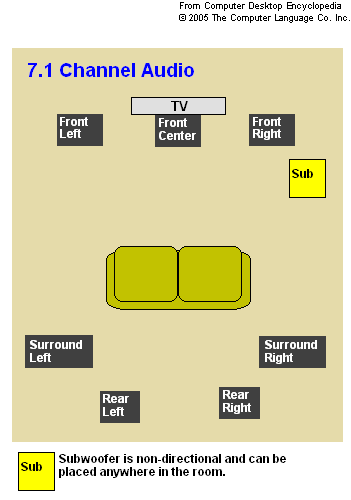 From Computer Desktop Encyclopedia
© 2005 The Computer Language Co. Inc.
7.1 Channel Audio
TV
Front
Left
Front
Center
Front
Right
Sub
Surround
Left
Surround
Right
Rear
Left
Rear
Right
Sub
Subwoofer is non-directional and can be
placed anywhere in the room.